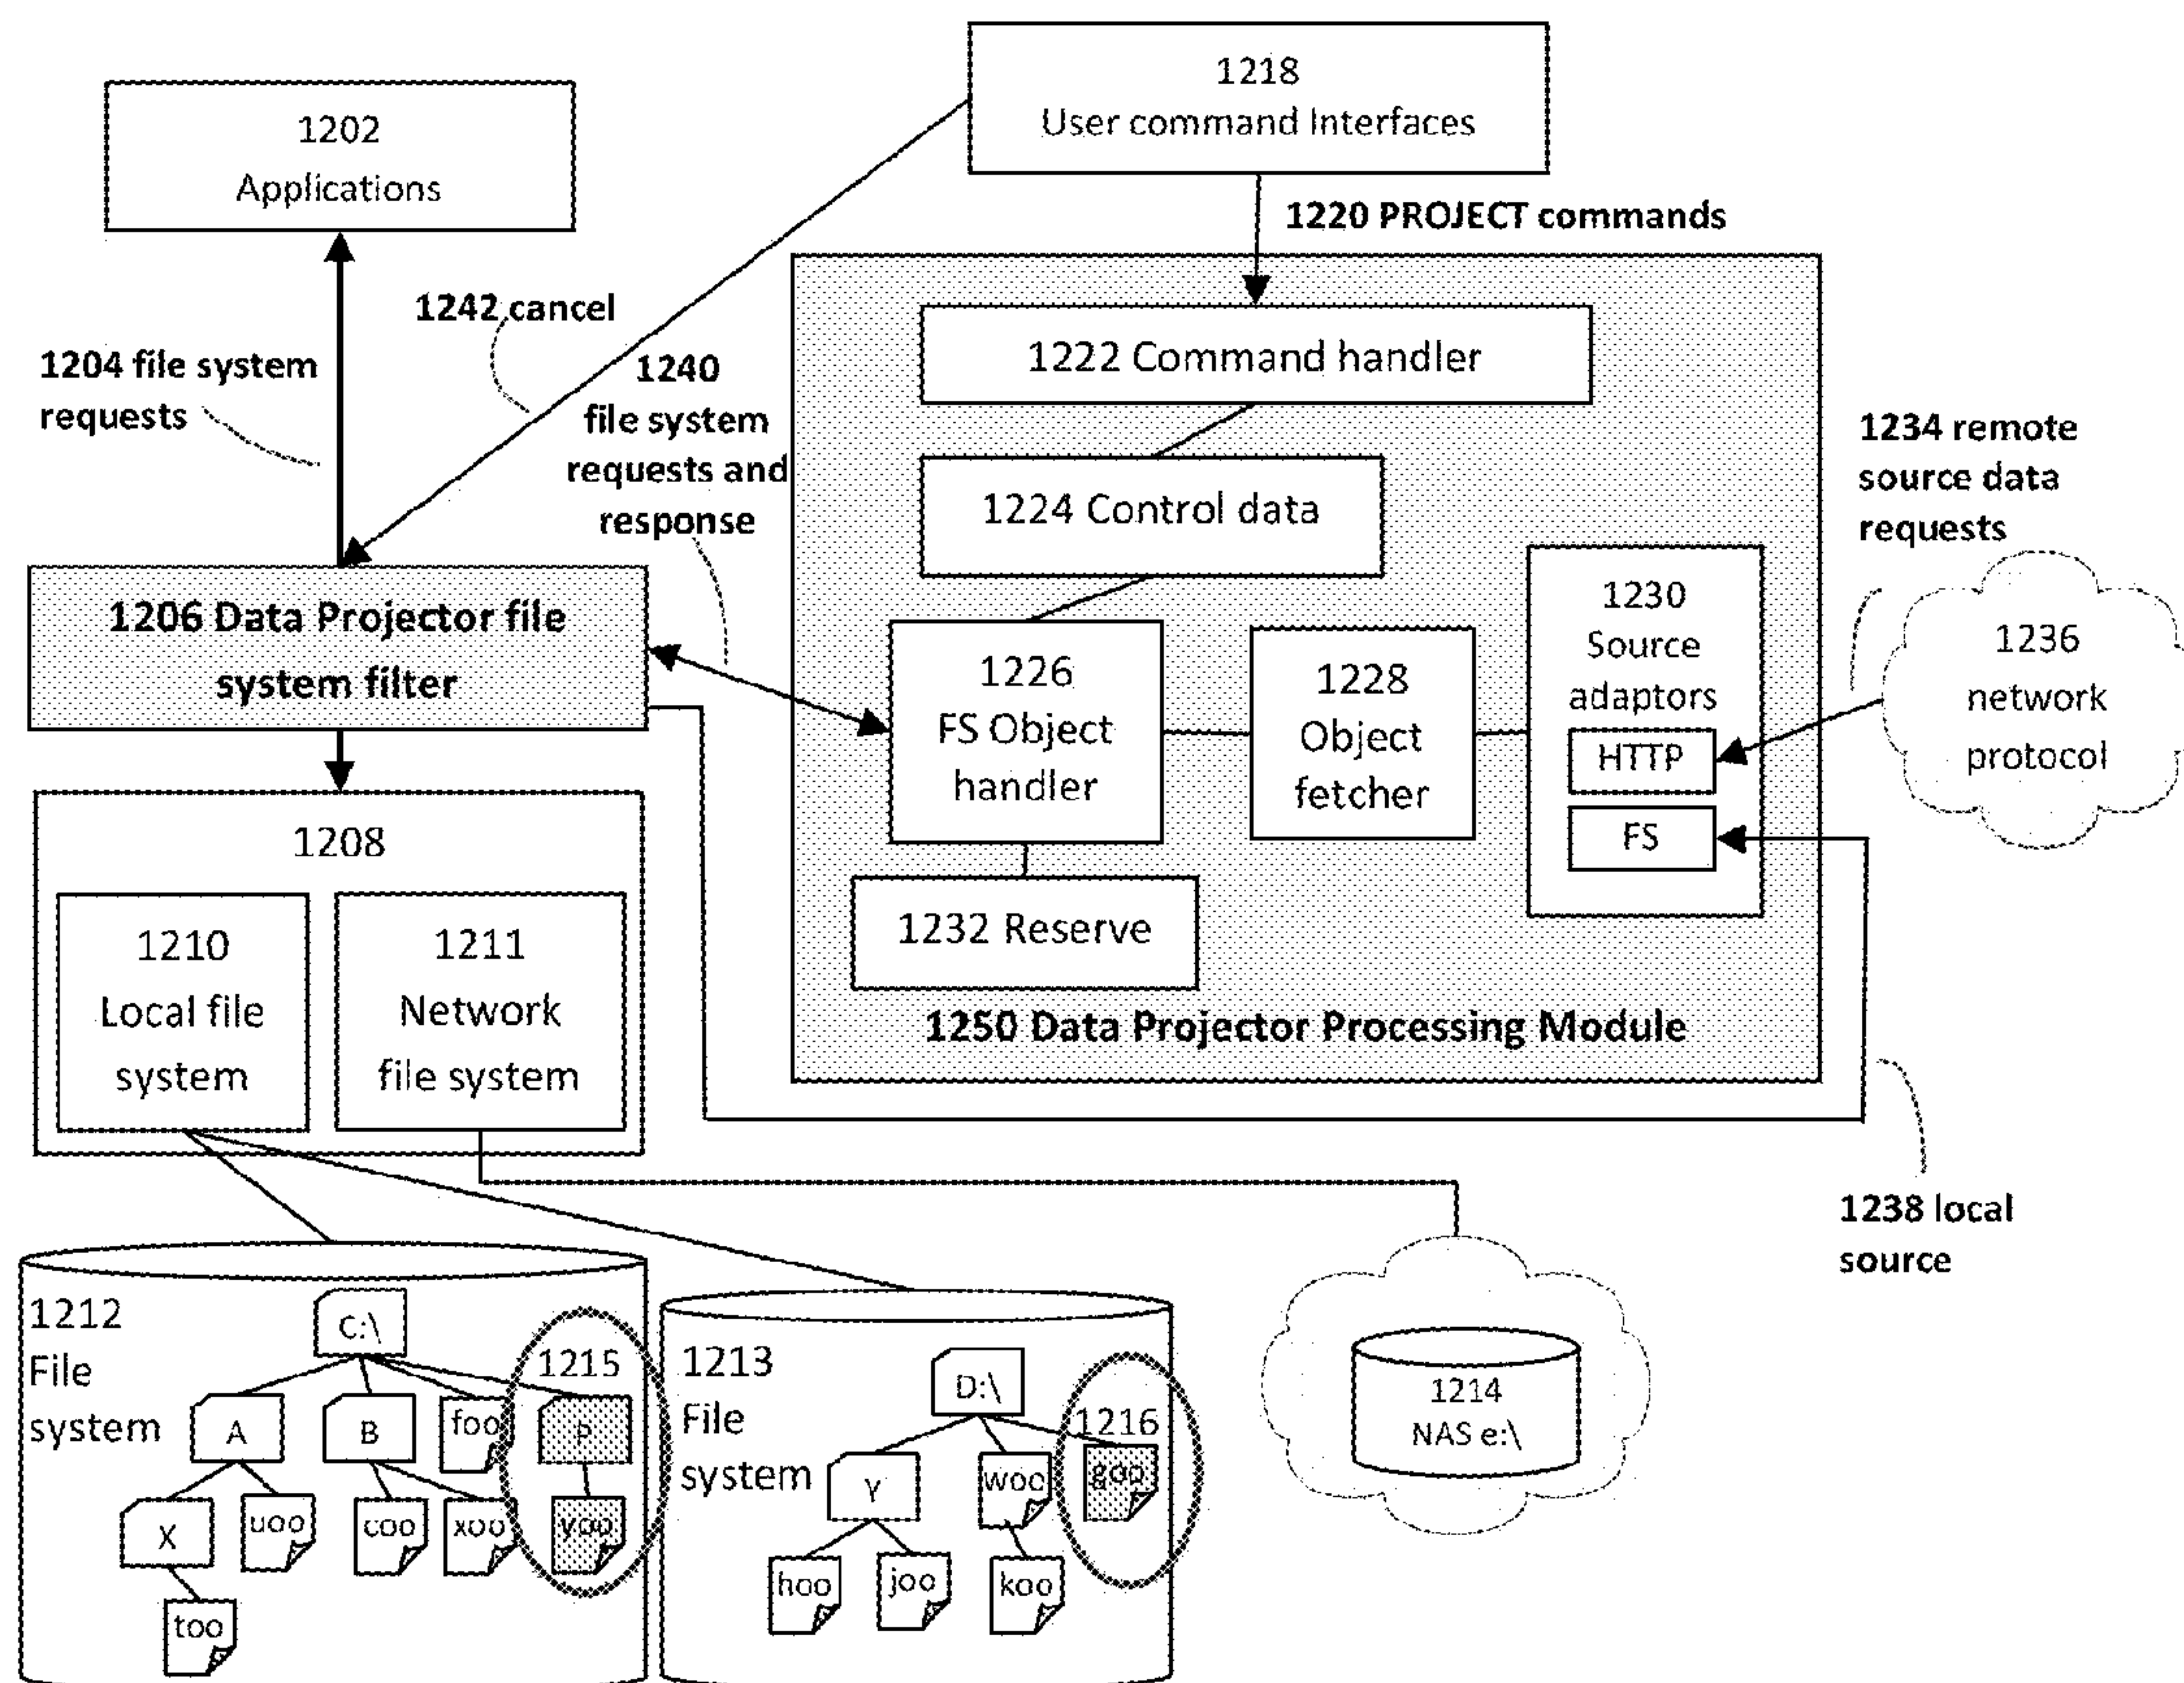 1218
User command Interfaces
1202
Applications
1220 PROJECT commands
1242 cancel
1204 file system
requests
1240
file system
requests and
response
1222 Command handler
1224 Control data
1234 remote
source data
requests
1206 Data Projector file
system filter
1226
FS Object
handler
1228
Object
fetcher
1230
Source
adaptors
HTTP
FS
1236
network
protocol
1232 Reserve
1250 Data Projector Processing Module
1208
1210
Local file
system
1211
Network
file system
1238 local
source
1212
File
system
C:\
1215
A
B
foo
P
X
uoo
coo
xoo
voo
too
1213
File
system
D:\
1216
Y
woo
goo
hoo
joo
koo
1214
NAS e:\